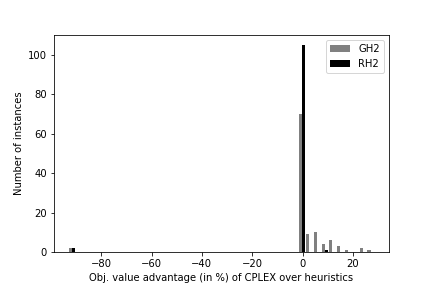 GH2
RH2
100
80
60
40
20
0
−80 −60 −40 −20 0 20
Number of instances
Obj. value advantage (in %) of CPLEX over heuristics